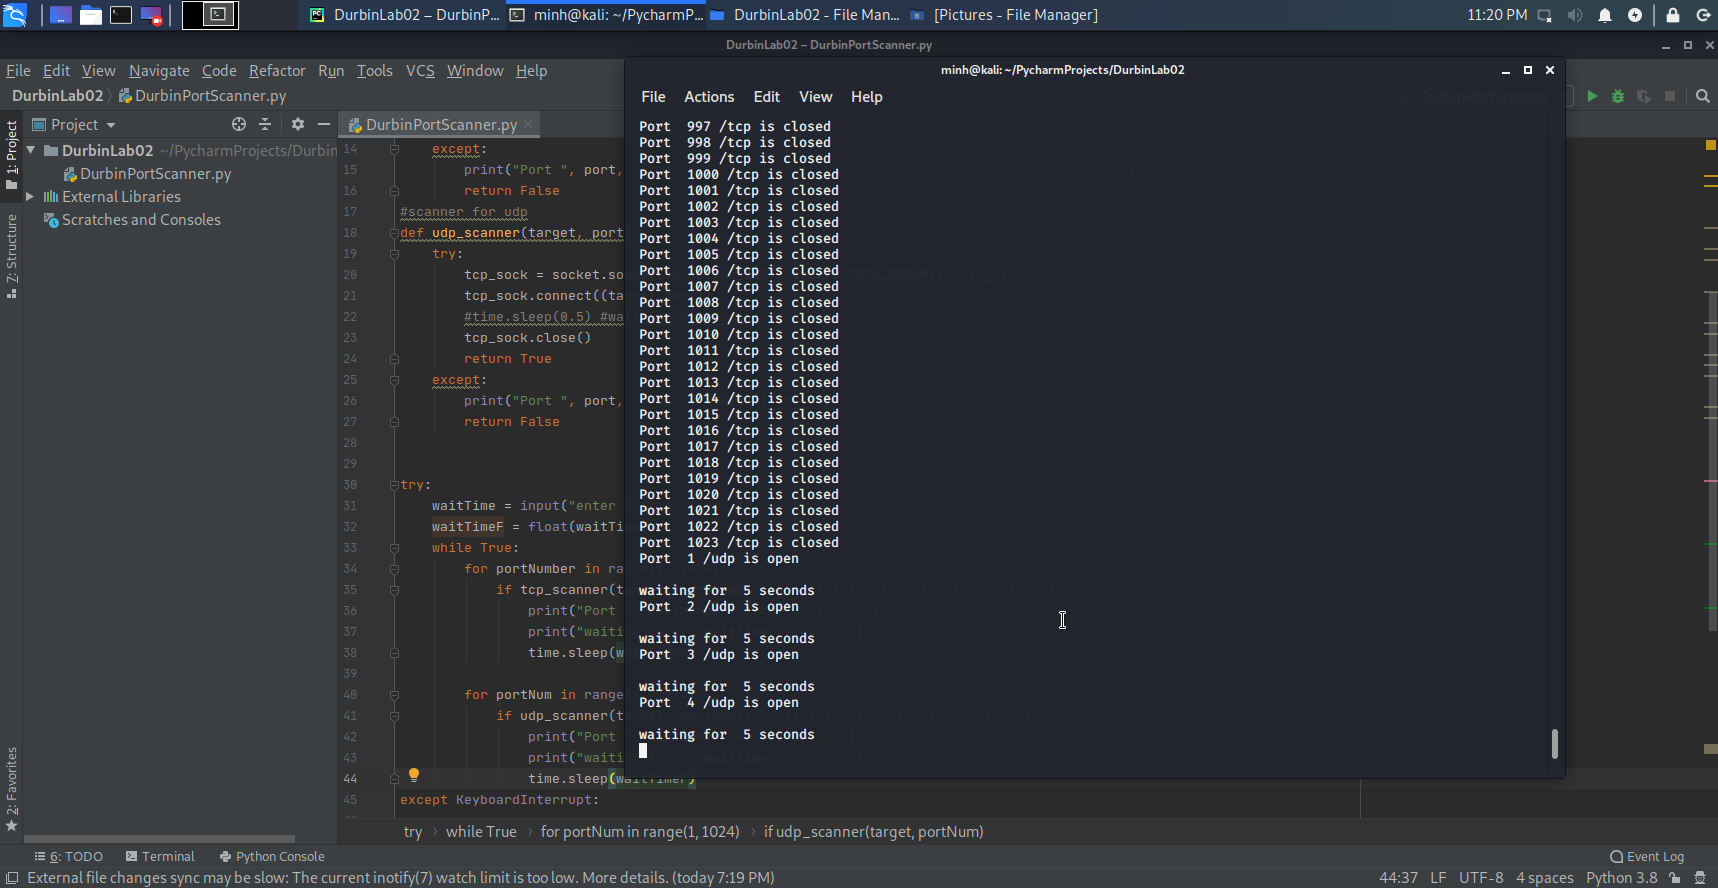 DurbinLab02 – DurbinP...
minh@kali: ~/PycharmP...
DurbinLab02 - File Man...
[Pictures - File Manager]
11:20 PM
DurbinLab02 – DurbinPortScanner.py
File Edit View Navigate Code Refactor Run Tools VCS Window Help
DurbinLab02 DurbinPortScanner.py
1: Project
7: Structure
2: Favorites
Project
DurbinLab02 ~/PycharmProjects/Durbin
DurbinPortScanner.py
External Libraries
Scratches and Consoles
DurbinPortScanner.py
14 except:
15 print("Port ", port,
16 return False
17 #scanner for udp
18 def udp_scanner(target, port
19 try:
20 tcp_sock = socket.so
21 tcp_sock.connect((ta
22 #time.sleep(0.5) #wa
23 tcp_sock.close()
24 return True
25 except:
26 print("Port ", port,
27 return False
28
29
30 try:
31 waitTime = input("enter
32 waitTimeF = float(waitTi
33 while True:
34 for portNumber in ran
35 if tcp_scanner(t
36 print("Port
37 print("waiti
38 time.sleep(w
39
40 for portNum in range
41 if udp_scanner(t
42 print("Port
43 print("waiti
44 time.sleep(waitTimeF)
45 except KeyboardInterrupt:
minh@kali: ~/PycharmProjects/DurbinLab02
File Actions Edit View Help
Port  997 /tcp is closed
Port  998 /tcp is closed
Port  999 /tcp is closed
Port  1000 /tcp is closed
Port  1001 /tcp is closed
Port  1002 /tcp is closed
Port  1003 /tcp is closed
Port  1004 /tcp is closed
Port  1005 /tcp is closed
Port  1006 /tcp is closed
Port  1007 /tcp is closed
Port  1008 /tcp is closed
Port  1009 /tcp is closed
Port  1010 /tcp is closed
Port  1011 /tcp is closed
Port  1012 /tcp is closed
Port  1013 /tcp is closed
Port  1014 /tcp is closed
Port  1015 /tcp is closed
Port  1016 /tcp is closed
Port  1017 /tcp is closed
Port  1018 /tcp is closed
Port  1019 /tcp is closed
Port  1020 /tcp is closed
Port  1021 /tcp is closed
Port  1022 /tcp is closed
Port  1023 /tcp is closed
Port  1 /udp is open
waiting for  5 seconds
Port  2 /udp is open
waiting for  5 seconds
Port  3 /udp is open
waiting for  5 seconds
Port  4 /udp is open
waiting for  5 seconds
try while True for portNum in range(1, 1024) if udp_scanner(target, portNum)
6: TODO Terminal Python Console Event Log
External file changes sync may be slow: The current inotify(7) watch limit is too low. More details. (today 7:19 PM)
44:37 LF UTF-8 4 spaces Python 3.8